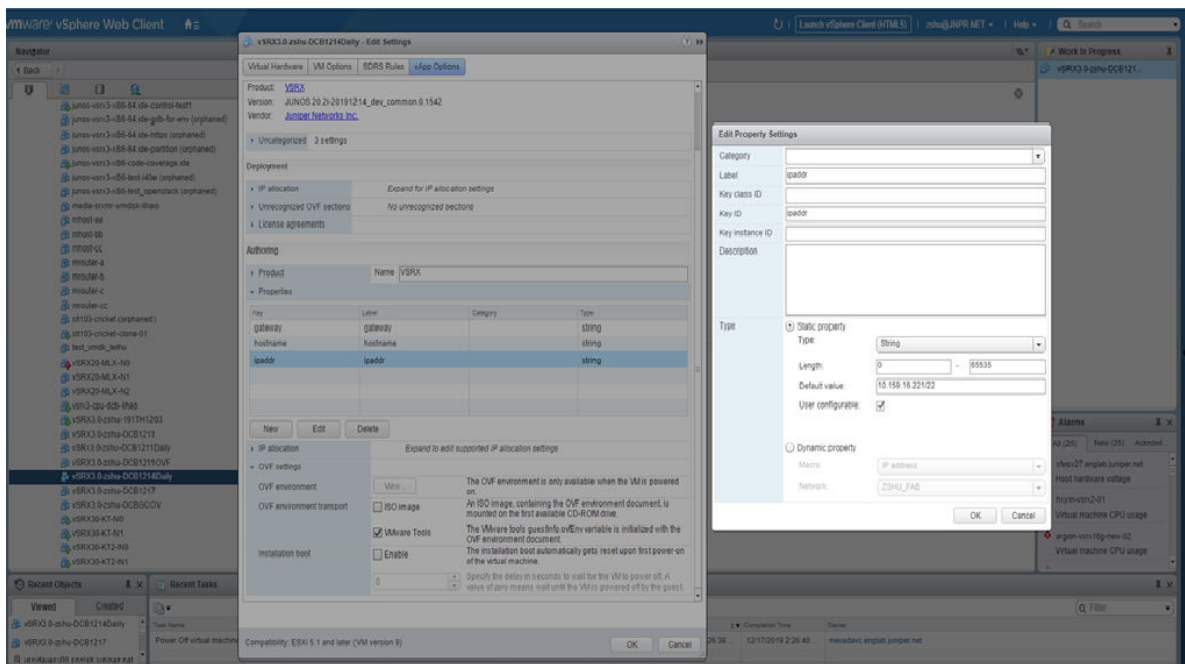 vmware vSphere Web Client
Launch vSphere Client (HTML5)
zshu@JNPR.NET
Help
Search
Navigator
Back
junos-vsrx3-x86-64.ide-control-test1
junos-vsrx3-x86-64.ide-gdb-for-env (orphaned)
junos-vsrx3-x86-64.ide-https (orphaned)
junos-vsrx3-x86-64.ide-partition (orphaned)
junos-vsrx3-x86-code-coverage.ide
junos-vsrx3-x86-test-i40e (orphaned)
junos-vsrx3-x86-test_openstack (orphaned)
media-srxmr-vmdisk-lihao
mhost-aa
mhost-bb
mhost-cc
mrouter-a
mrouter-b
mrouter-c
mrouter-cc
slt103-cricket (orphaned)
slt103-cricket-clone-01
test_vmdk_leihu
vSRX20-MLX-N0
vSRX20-MLX-N1
vSRX20-MLX-N2
vsrx3-cpu-dcb-lihao
vSRX3.0-zshu-191TH1203
vSRX3.0-zshu-DCB1211
vSRX3.0-zshu-DCB1211Daily
vSRX3.0-zshu-DCB1211OVF
vSRX3.0-zshu-DCB1214Daily
vSRX3.0-zshu-DCB1217
vSRX3.0-zshu-DCBGCOV
vSRX30-KT-N0
vSRX30-KT-N1
vSRX30-KT2-IN0
vSRX30-KT2-IN1
vSRX3.0-zshu-DCB1214Daily - Edit Settings
Virtual Hardware
VM Options
SDRS Rules
vApp Options
Product: VSRX
Version: JUNOS 20.2I-20191214_dev_common.0.1542
Vendor: Juniper Networks Inc.
Uncategorized 3 settings
Deployment
IP allocation Expand for IP allocation settings
Unrecognized OVF sections No unrecognized sections
License agreements
Authoring
Product Name VSRX
Properties
Key Label Category Type
gateway gateway string
hostname hostname string
ipaddr ipaddr string
New Edit Delete
IP allocation Expand to edit supported IP allocation settings
OVF settings
OVF environment View... The OVF environment is only available when the VM is powered
on.
OVF environment transport ISO image An ISO image, containing the OVF environment document, is
mounted on the first available CD-ROM drive.
VMware Tools The VMware tools guestInfo.ovfEnv variable is initialized with the
OVF environment document.
Installation boot Enable The installation boot automatically gets reset upon first power-on
of the virtual machine.
0 Specify the delay in seconds to wait for the VM to power off. A
value of zero means wait until the VM is powered off by the guest.
Compatibility: ESXi 5.1 and later (VM version 9)
OK Cancel
Edit Property Settings
Category
Label ipaddr
Key class ID
Key ID ipaddr
Key instance ID
Description
Type Static property
Type: String
Length: 0 - 65535
Default value: 10.159.16.221/22
User configurable:
Dynamic property
Macro: IP address
Network: ZSHU_FAB
OK Cancel
Work In Progress
vSRX3.0-zshu-DCB121...
Alarms
All (25) New (25) Acknowl...
Host hardware voltage
Virtual machine CPU usage
Virtual machine CPU usage
Recent Objects
Viewed Created
vSRX3.0-zshu-DCB1214Daily
vSRX3.0-zshu-DCB1217
Recent Tasks
Filter
Task Name
Completion Time
Server
Power Off virtual machine
12/17/2019 2:26:40
mevadavc.englab.juniper.net